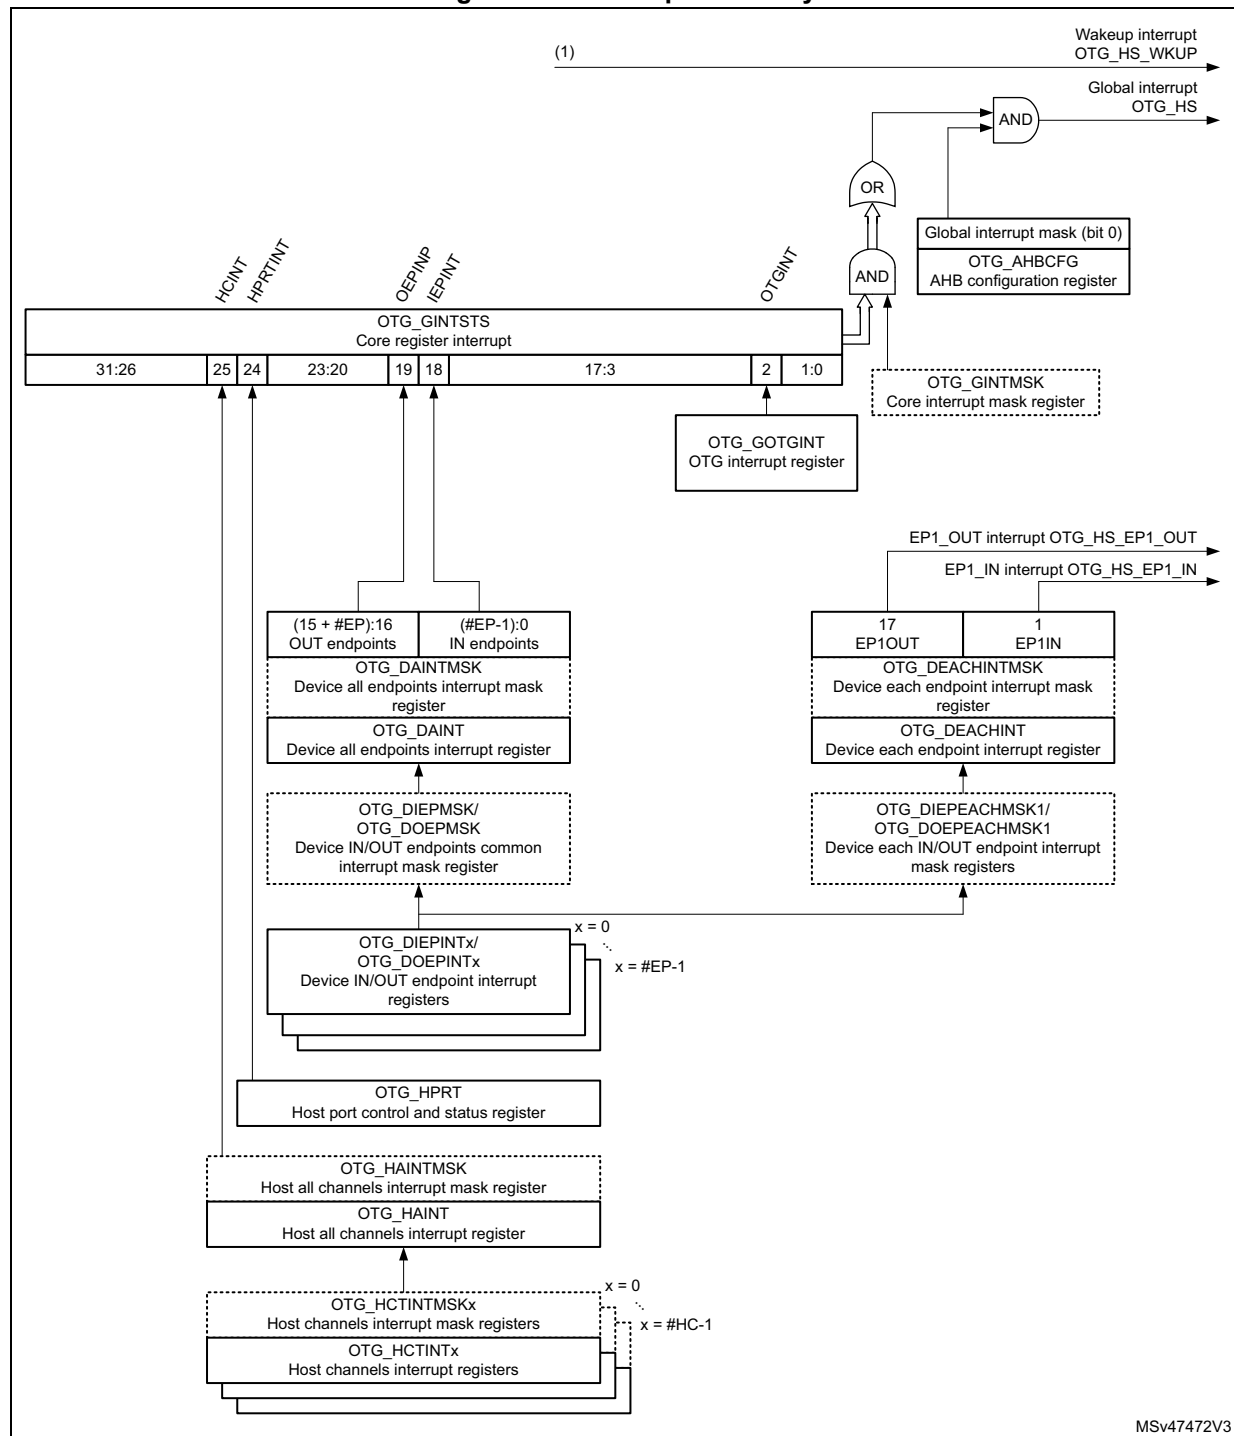 Wakeup interrupt
(1)
OTG_HS_WKUP
Global interrupt
OTG_HS
AND
OR
Global interrupt mask (bit 0)
OTG_AHBCFG
AHB configuration register
AND
HCINT
HPRTINT
OEPINP
IEPINT
OTGINT
OTG_GINTSTS
Core register interrupt
31:26
25
24
23:20
19
18
17:3
2
1:0
OTG_GINTMSK
Core interrupt mask register
OTG_GOTGINT
OTG interrupt register
EP1_OUT interrupt OTG_HS_EP1_OUT
EP1_IN interrupt OTG_HS_EP1_IN
(15 + #EP):16
OUT endpoints
(#EP-1):0
IN endpoints
OTG_DAINTMSK
Device all endpoints interrupt mask
register
OTG_DAINT
Device all endpoints interrupt register
17
EP1OUT
1
EP1IN
OTG_DEACHINTMSK
Device each endpoint interrupt mask
register
OTG_DEACHINT
Device each endpoint interrupt register
OTG_DIEPMSK/
OTG_DOEPMSK
Device IN/OUT endpoints common
interrupt mask register
OTG_DIEPEACHMSK1/
OTG_DOEPEACHMSK1
Device each IN/OUT endpoint interrupt
mask registers
OTG_DIEPINTx/
OTG_DOEPINTx
Device IN/OUT endpoint interrupt
registers
x = 0
x = #EP-1
OTG_HPRT
Host port control and status register
OTG_HAINTMSK
Host all channels interrupt mask register
OTG_HAINT
Host all channels interrupt register
OTG_HCTINTMSKx
Host channels interrupt mask registers
OTG_HCTINTx
Host channels interrupt registers
x = 0
x = #HC-1
MSv47472V3